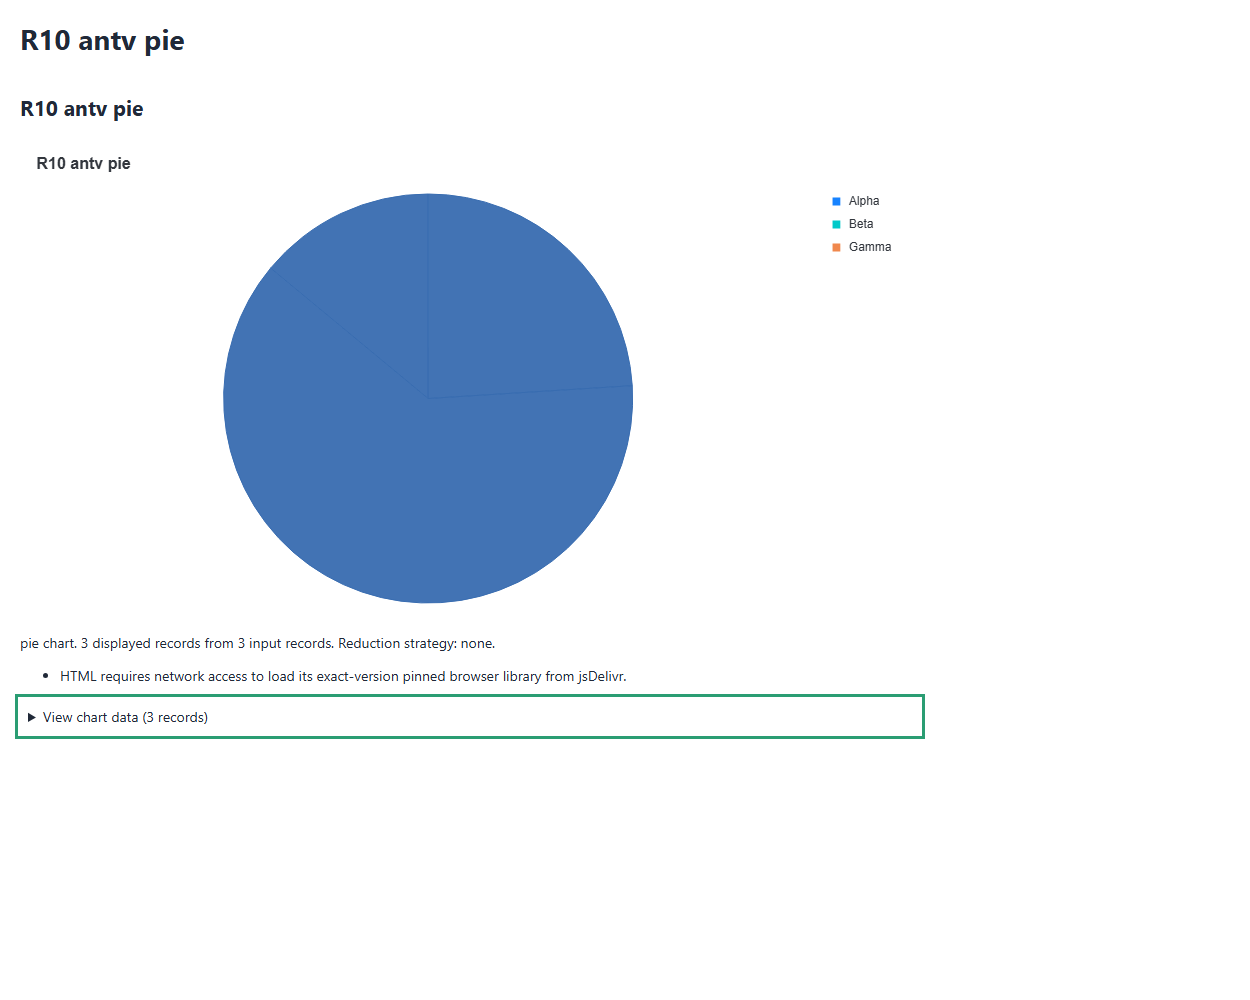 R10 antv pie
R10 antv pie
R10 antv pie
Alpha
Beta
Gamma
pie chart. 3 displayed records from 3 input records. Reduction strategy: none.
HTML requires network access to load its exact-version pinned browser library from jsDelivr.
View chart data (3 records)